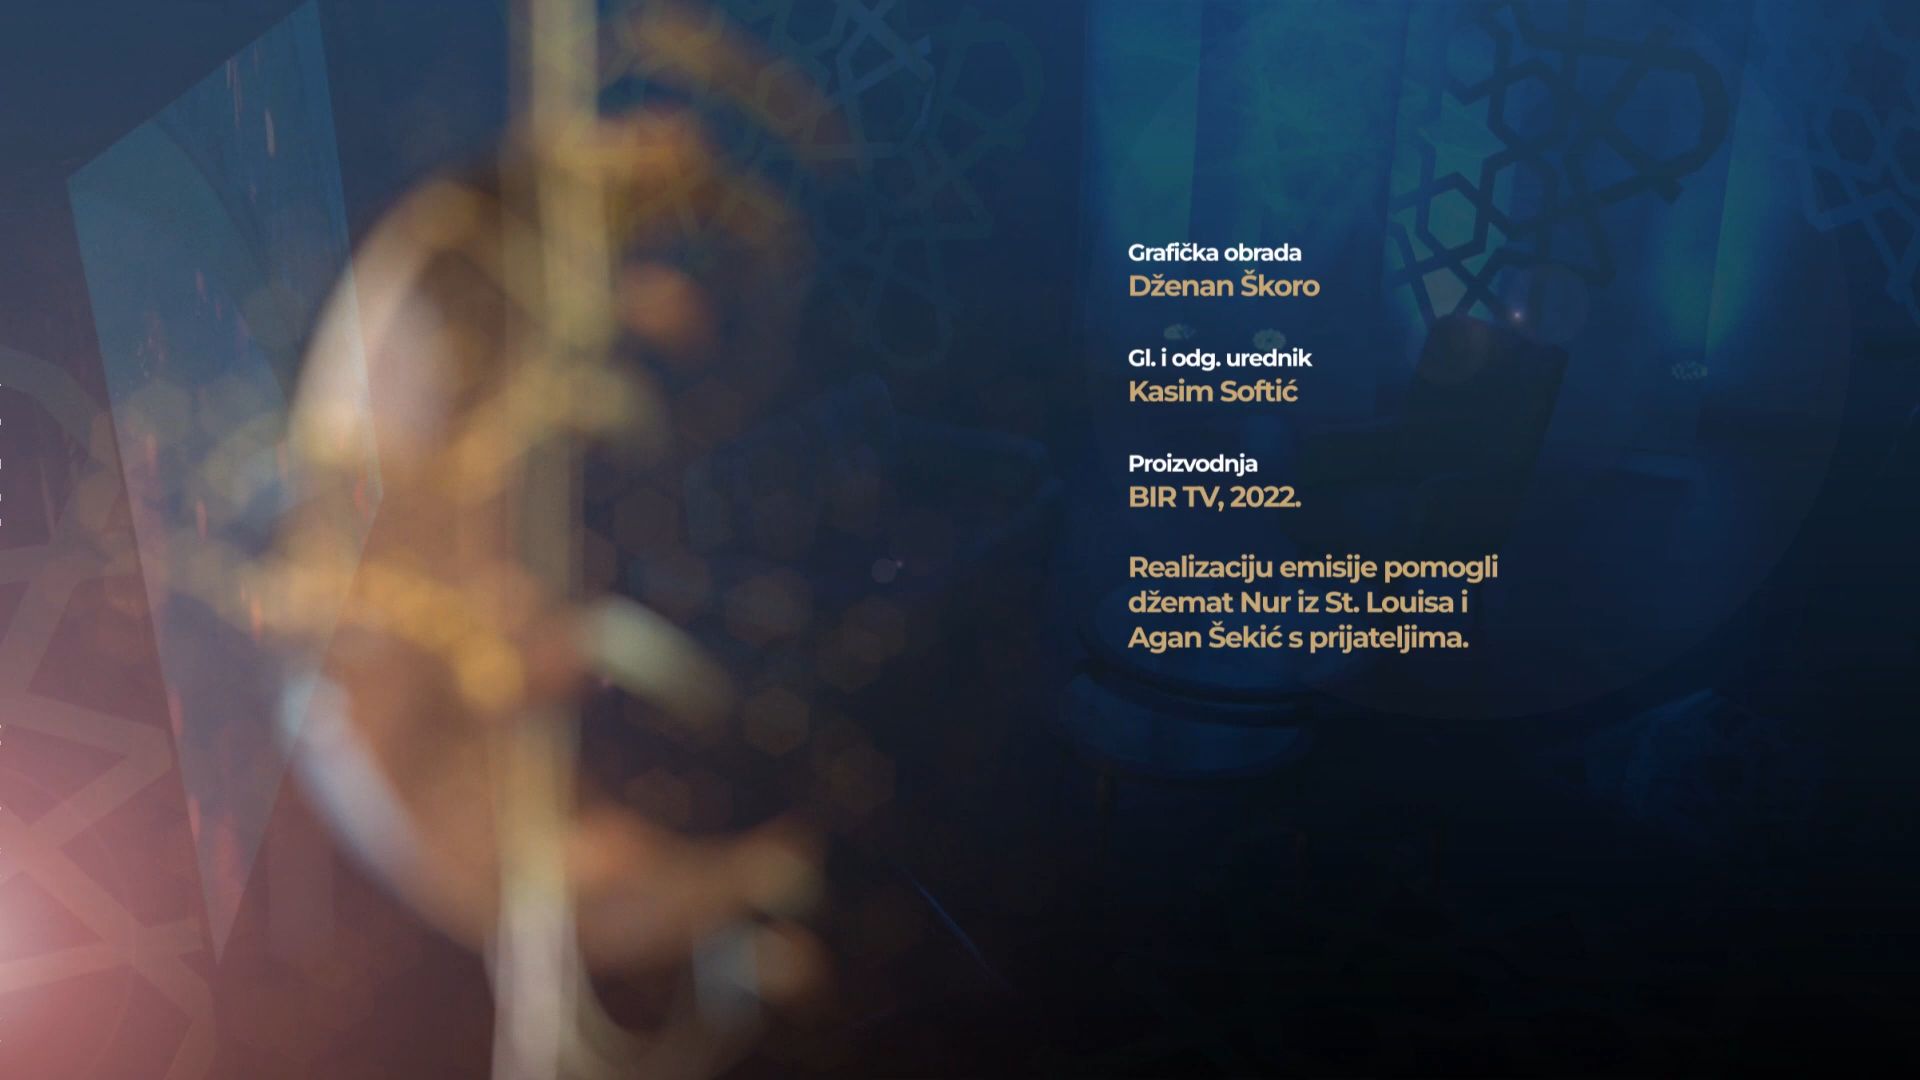 Grafička obrada
Dženan Škoro
Gl. i odg. urednik
Kasim Softić
Proizvodnja
BIR TV, 2022.
Realizaciju emisije pomogli
džemat Nur iz St. Louisa i
Agan Šekić s prijateljima.